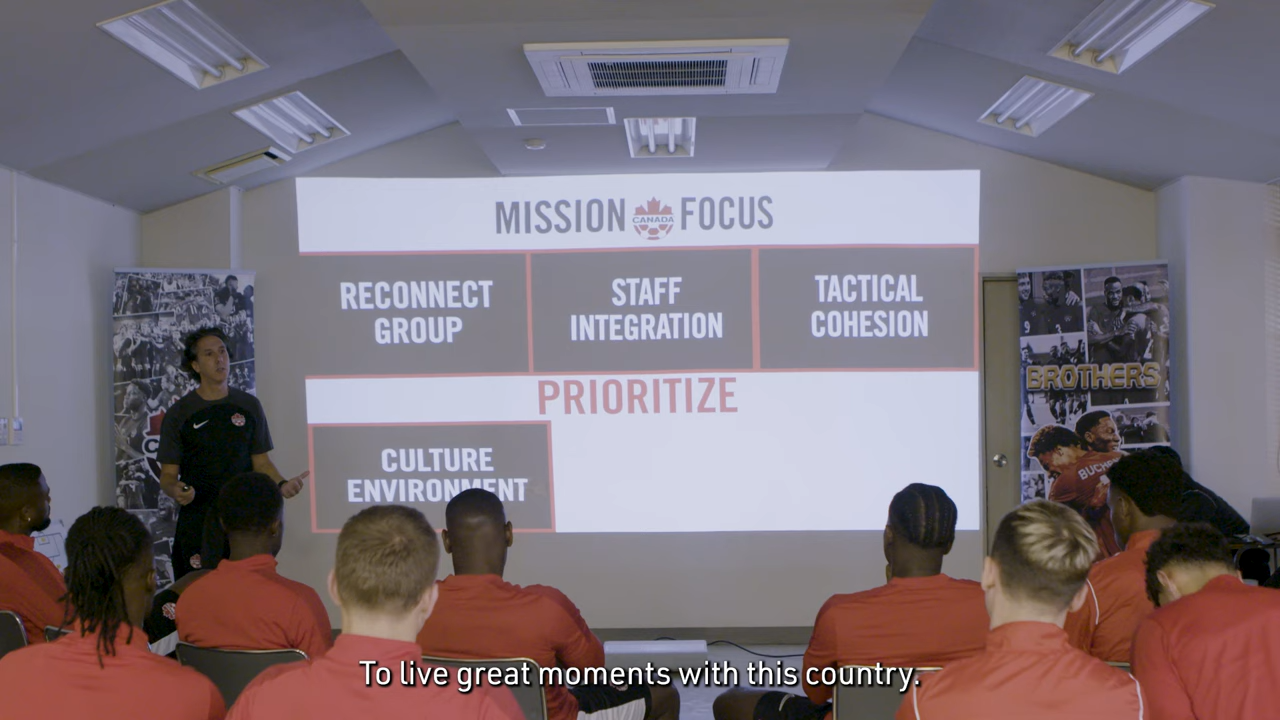 MISSION CANADA FOCUS
RECONNECT
GROUP
STAFF
INTEGRATION
TACTICAL
COHESION
PRIORITIZE
CULTURE
ENVIRONMENT
9
BROTHERS
To live great moments with this country.